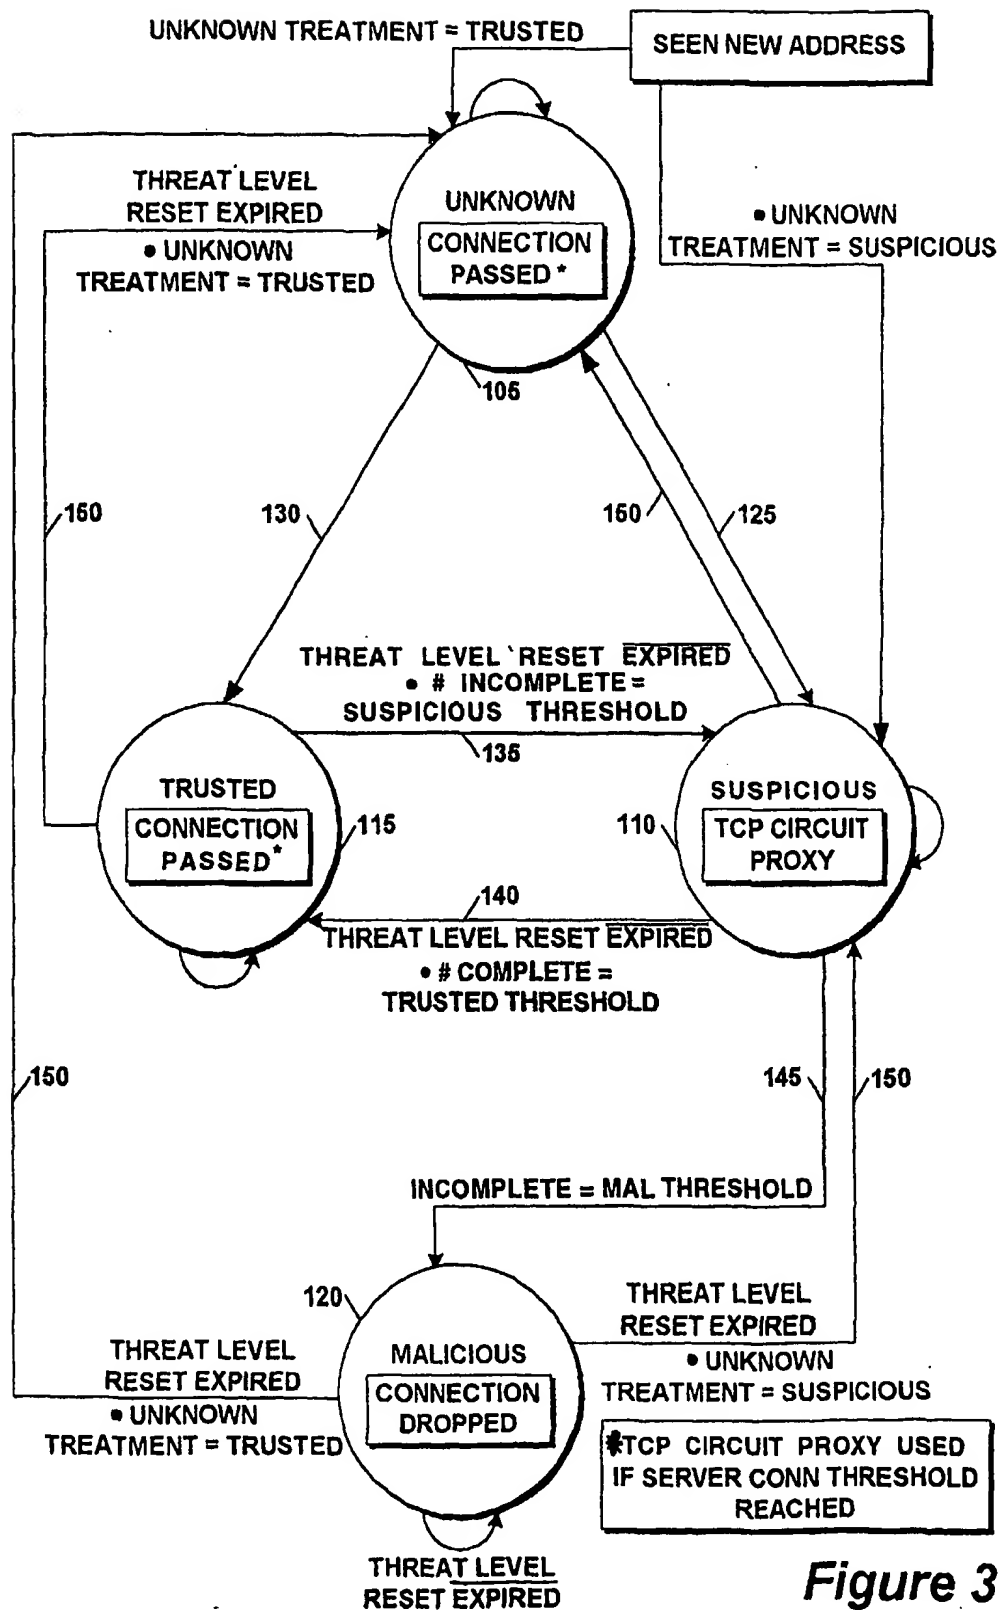 UNKNOWN TREATMENT = TRUSTED
SEEN NEW ADDRESS
THREAT LEVEL
RESET EXPIRED
• UNKNOWN
TREATMENT = TRUSTED
UNKNOWN
CONNECTION
PASSED *
• UNKNOWN
TREATMENT = SUSPICIOUS
105
160
130
160
125
THREAT LEVEL RESET EXPIRED
• # INCOMPLETE =
SUSPICIOUS THRESHOLD
135
TRUSTED
CONNECTION
PASSED*
115
110
SUSPICIOUS
TCP CIRCUIT
PROXY
140
THREAT LEVEL RESET EXPIRED
• # COMPLETE =
TRUSTED THRESHOLD
150
145
150
INCOMPLETE = MAL THRESHOLD
120
THREAT LEVEL
RESET EXPIRED
• UNKNOWN
TREATMENT = SUSPICIOUS
THREAT LEVEL
RESET EXPIRED
• UNKNOWN
TREATMENT = TRUSTED
MALICIOUS
CONNECTION
DROPPED
*TCP CIRCUIT PROXY USED
IF SERVER CONN THRESHOLD
REACHED
THREAT LEVEL
RESET EXPIRED
Figure 3